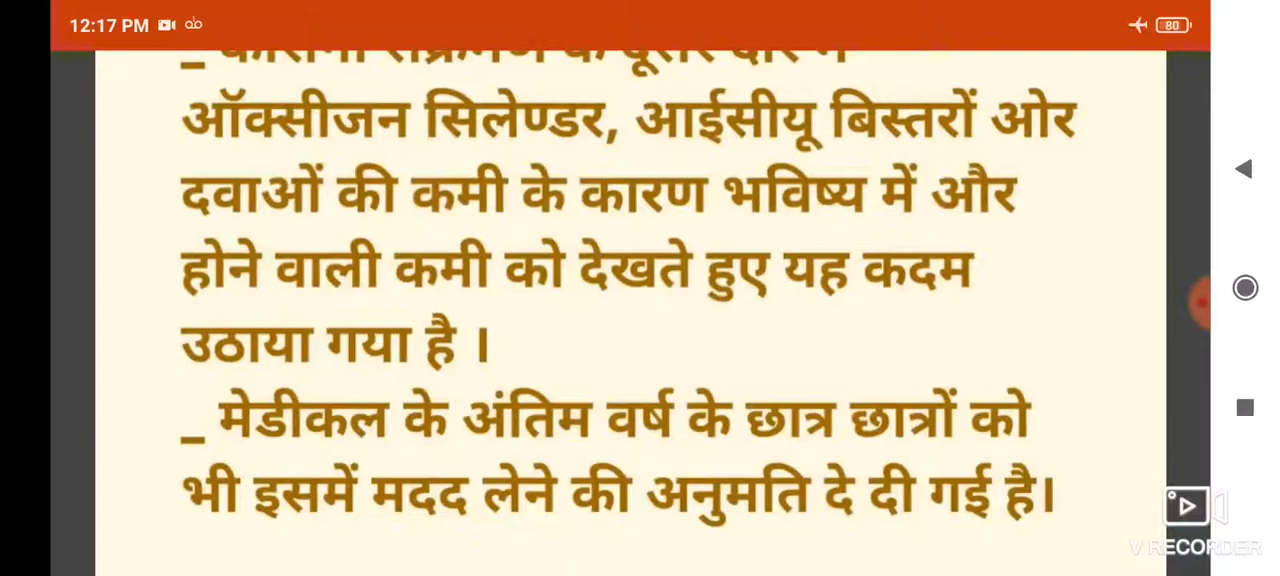 12:17 PM
80
ऑक्सीजन सिलेण्डर, आईसीयू बिस्तरों ओर
दवाओं की कमी के कारण भविष्य में और
होने वाली कमी को देखते हुए यह कदम
उठाया गया है ।
_ मेडीकल के अंतिम वर्ष के छात्र छात्रों को
भी इसमें मदद लेने की अनुमति दे दी गई है।
V RECORDER